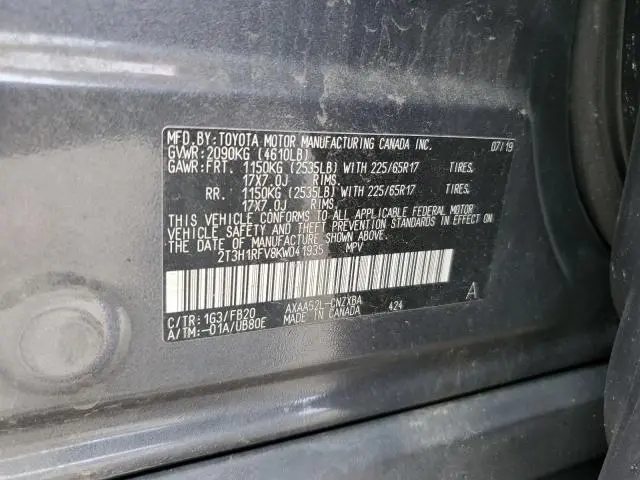 MFD.BY:TOYOTA MOTOR MANUFACTURING CANADA INC. 07/19
GVWR:2090KG (4610LB)
GAWR:FRT. 1150KG (2535LB) WITH 225/65R17 TIRES,
17X7.0J RIMS,
RR. 1150KG (2535LB) WITH 225/65R17 TIRES,
17X7.0J RIMS.
THIS VEHICLE CONFORMS TO ALL APPLICABLE FEDERAL MOTOR
VEHICLE SAFETY AND THEFT PREVENTION STANDARDS IN EFFECT ON
THE DATE OF MANUFACTURE SHOWN ABOVE.
2T3H1RFV8KW041935 MPV
C/TR:1G3/FB20 AXAA52L-CNZXBA 424 A
A/TM:-01A/UB80E MADE IN CANADA